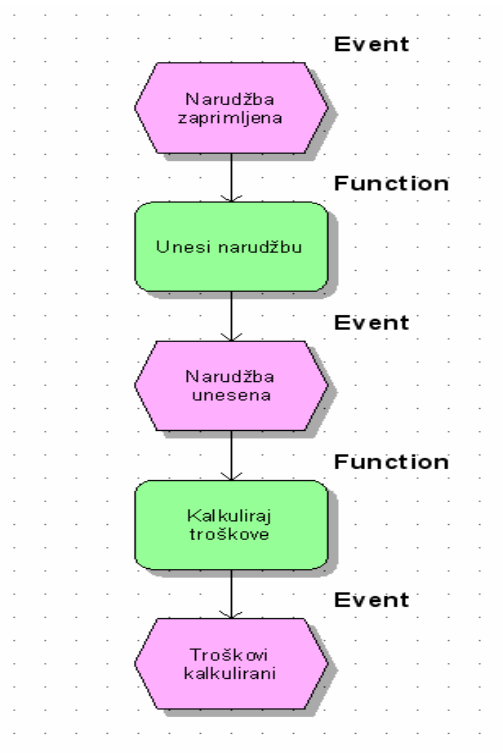 Event
Narudžba
zaprimljena
Function
Unesi narudžbu
Event
Narudžba
unesena
Function
Kalkuliraj
troškove
Event
Troškovi
kalkulirani